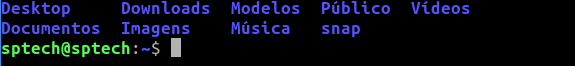 Desktop Downloads Modelos Público Vídeos
Documentos Imagens Música snap
sptech@sptech:~$